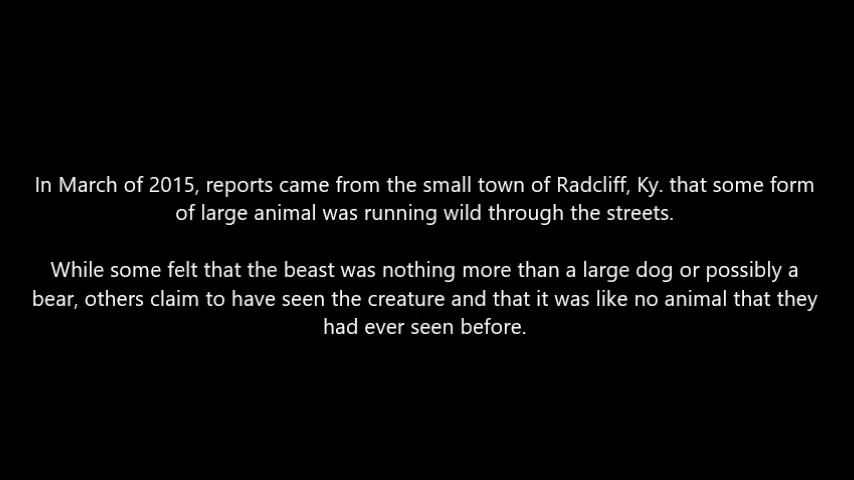 In March of 2015, reports came from the small town of Radcliff, Ky. that some form
of large animal was running wild through the streets.
While some felt that the beast was nothing more than a large dog or possibly a
bear, others claim to have seen the creature and that it was like no animal that they
had ever seen before.